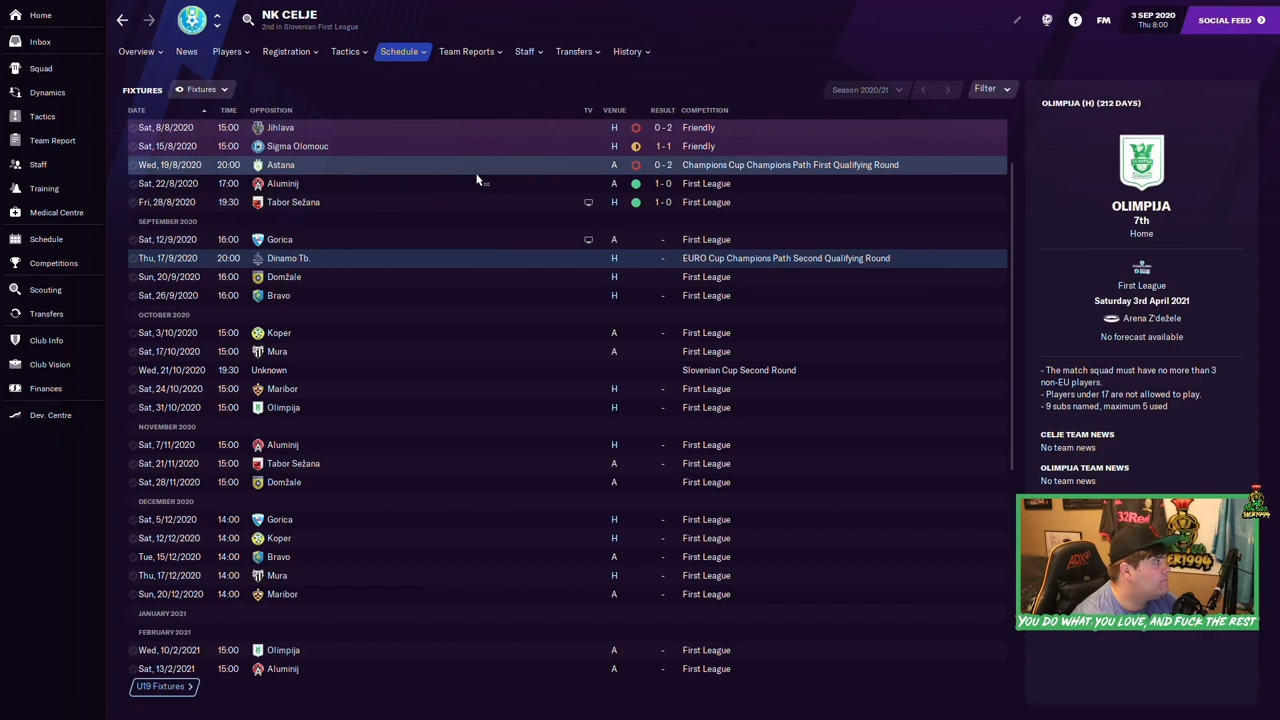 NK CELJE
2nd in Slovenian First League
FM
3 SEP 2020
Thu 8:00
SOCIAL FEED
Home
Inbox
Squad
Dynamics
Tactics
Team Report
Staff
Training
Medical Centre
Schedule
Competitions
Scouting
Transfers
Club Info
Club Vision
Finances
Dev. Centre
Overview News Players Registration Tactics Schedule Team Reports Staff Transfers History
FIXTURES Fixtures Season 2020/21 Filter
DATE TIME OPPOSITION TV VENUE RESULT COMPETITION
Sat, 8/8/2020 15:00 Jihlava H 0 - 2 Friendly
Sat, 15/8/2020 15:00 Sigma Olomouc H 1 - 1 Friendly
Wed, 19/8/2020 20:00 Astana A 0 - 2 Champions Cup Champions Path First Qualifying Round
Sat, 22/8/2020 17:00 Aluminij A 1 - 0 First League
Fri, 28/8/2020 19:30 Tabor Sežana H 1 - 0 First League
SEPTEMBER 2020
Sat, 12/9/2020 16:00 Gorica A - First League
Thu, 17/9/2020 20:00 Dinamo Tb. H - EURO Cup Champions Path Second Qualifying Round
Sun, 20/9/2020 16:00 Domžale H - First League
Sat, 26/9/2020 16:00 Bravo H - First League
OCTOBER 2020
Sat, 3/10/2020 15:00 Koper A - First League
Sat, 17/10/2020 15:00 Mura A - First League
Wed, 21/10/2020 19:30 Unknown Slovenian Cup Second Round
Sat, 24/10/2020 15:00 Maribor H - First League
Sat, 31/10/2020 15:00 Olimpija H - First League
NOVEMBER 2020
Sat, 7/11/2020 15:00 Aluminij H - First League
Sat, 21/11/2020 15:00 Tabor Sežana A - First League
Sat, 28/11/2020 15:00 Domžale A - First League
DECEMBER 2020
Sat, 5/12/2020 14:00 Gorica H - First League
Sat, 12/12/2020 14:00 Koper H - First League
Tue, 15/12/2020 14:00 Bravo A - First League
Thu, 17/12/2020 14:00 Mura H - First League
Sun, 20/12/2020 14:00 Maribor A - First League
JANUARY 2021
FEBRUARY 2021
Wed, 10/2/2021 15:00 Olimpija A - First League
Sat, 13/2/2021 15:00 Aluminij A - First League
U19 Fixtures
OLIMPIJA (H) (212 DAYS)
OLIMPIJA
7th
Home
First League
Saturday 3rd April 2021
Arena Z'dežele
No forecast available
- The match squad must have no more than 3
non-EU players.
- Players under 17 are not allowed to play.
- 9 subs named, maximum 5 used
CELJE TEAM NEWS
No team news
OLIMPIJA TEAM NEWS
No team news
32Red
ADX
YOU DO WHAT YOU LOVE, AND FUCK THE REST